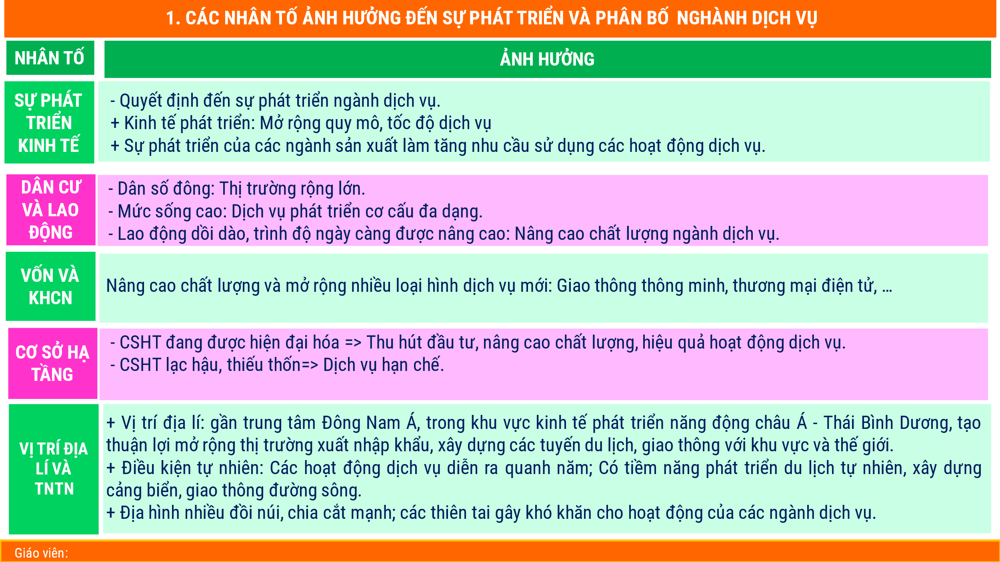 1. CÁC NHÂN TỐ ẢNH HƯỞNG ĐẾN SỰ PHÁT TRIỂN VÀ PHÂN BỐ  NGHÀNH DỊCH VỤ
NHÂN TỐ
ẢNH HƯỞNG
SỰ PHÁT
TRIỂN
KINH TẾ
- Quyết định đến sự phát triển ngành dịch vụ.
+ Kinh tế phát triển: Mở rộng quy mô, tốc độ dịch vụ
+ Sự phát triển của các ngành sản xuất làm tăng nhu cầu sử dụng các hoạt động dịch vụ.
DÂN CƯ
VÀ LAO
ĐỘNG
- Dân số đông: Thị trường rộng lớn.
- Mức sống cao: Dịch vụ phát triển cơ cấu đa dạng.
- Lao động dồi dào, trình độ ngày càng được nâng cao: Nâng cao chất lượng ngành dịch vụ.
VỐN VÀ
KHCN
Nâng cao chất lượng và mở rộng nhiều loại hình dịch vụ mới: Giao thông thông minh, thương mại điện tử, ...
CƠ SỞ HẠ
TẦNG
- CSHT đang được hiện đại hóa => Thu hút đầu tư, nâng cao chất lượng, hiệu quả hoạt động dịch vụ.
- CSHT lạc hậu, thiếu thốn=> Dịch vụ hạn chế.
VỊ TRÍ ĐỊA
LÍ VÀ
TNTN
+ Vị trí địa lí: gần trung tâm Đông Nam Á, trong khu vực kinh tế phát triển năng động châu Á - Thái Bình Dương, tạo
thuận lợi mở rộng thị trường xuất nhập khẩu, xây dựng các tuyến du lịch, giao thông với khu vực và thế giới.
+ Điều kiện tự nhiên: Các hoạt động dịch vụ diễn ra quanh năm; Có tiềm năng phát triển du lịch tự nhiên, xây dựng
cảng biển, giao thông đường sông.
+ Địa hình nhiều đồi núi, chia cắt mạnh; các thiên tai gây khó khăn cho hoạt động của các ngành dịch vụ.
Giáo viên: